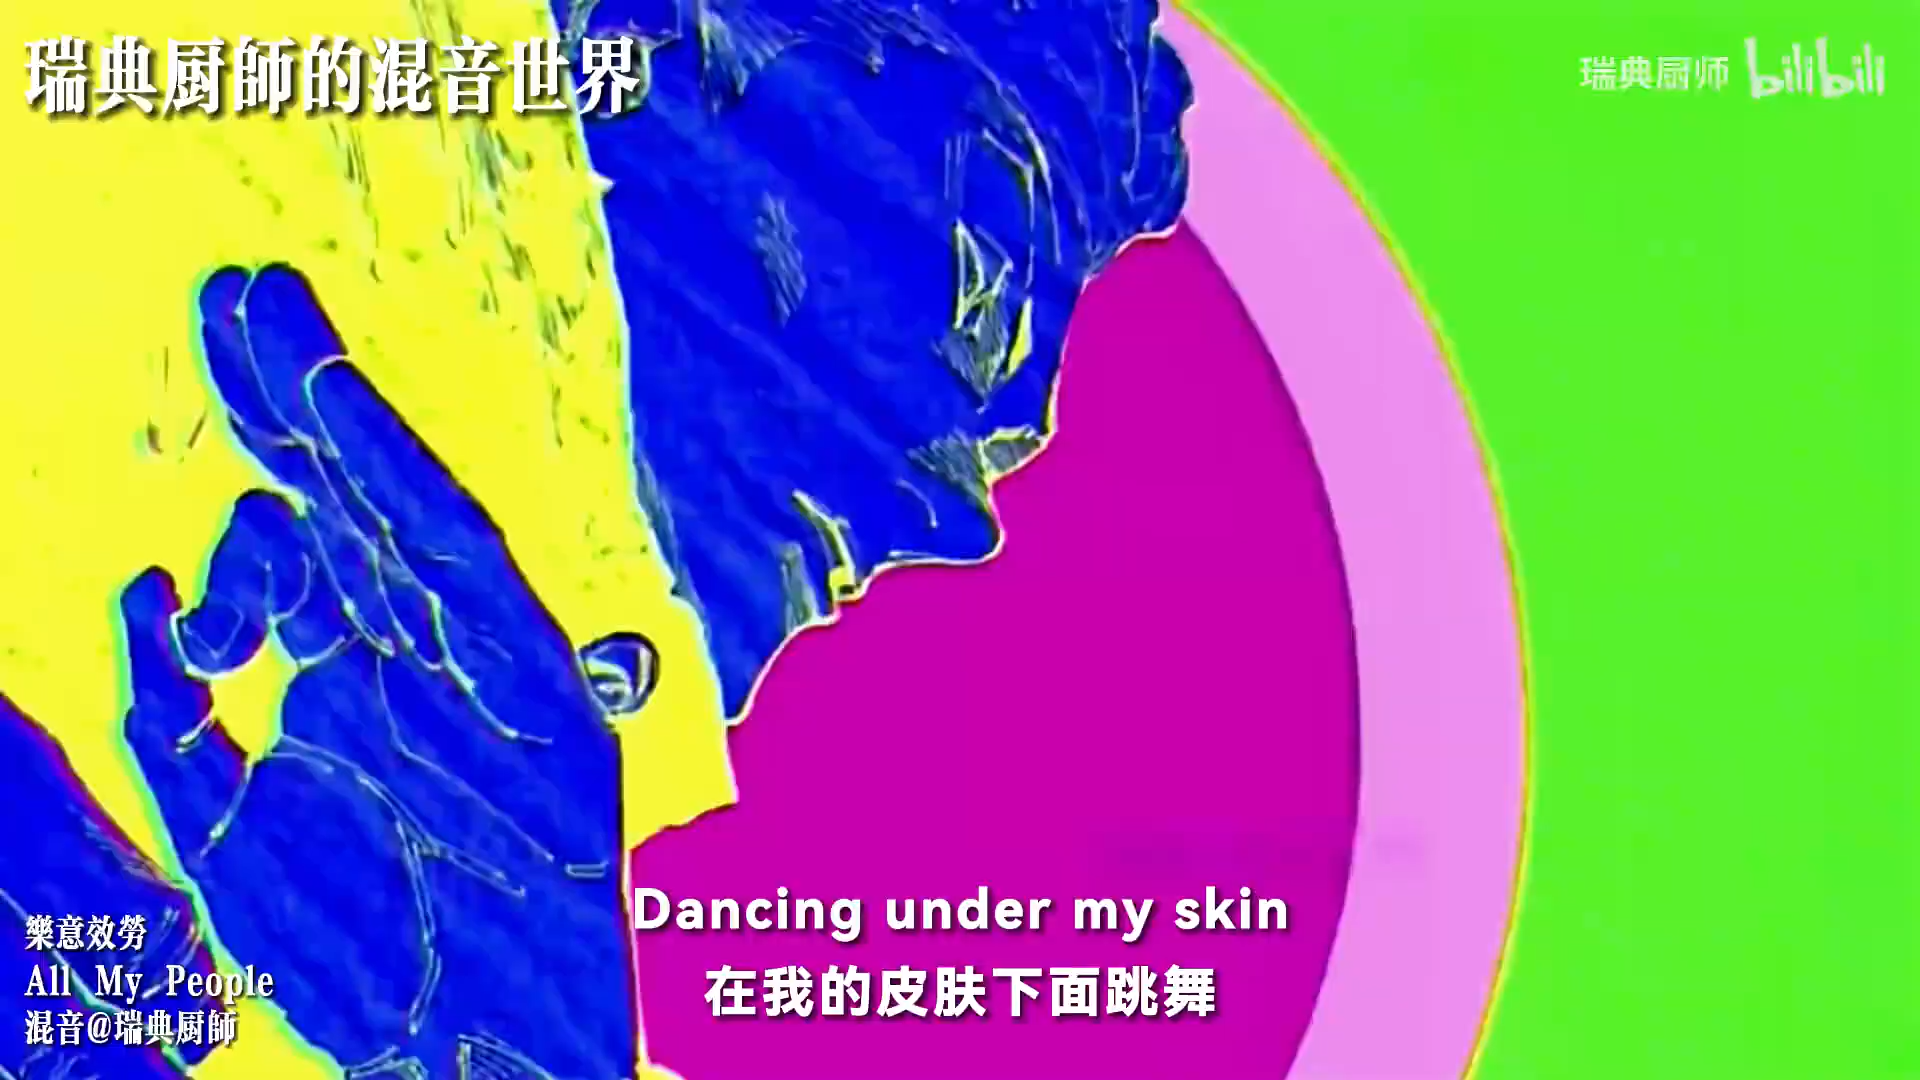 瑞典厨師的混音世界
瑞典厨师 bilibili
Dancing under my skin
在我的皮肤下面跳舞
樂意效勞
All My People
混音@瑞典厨師